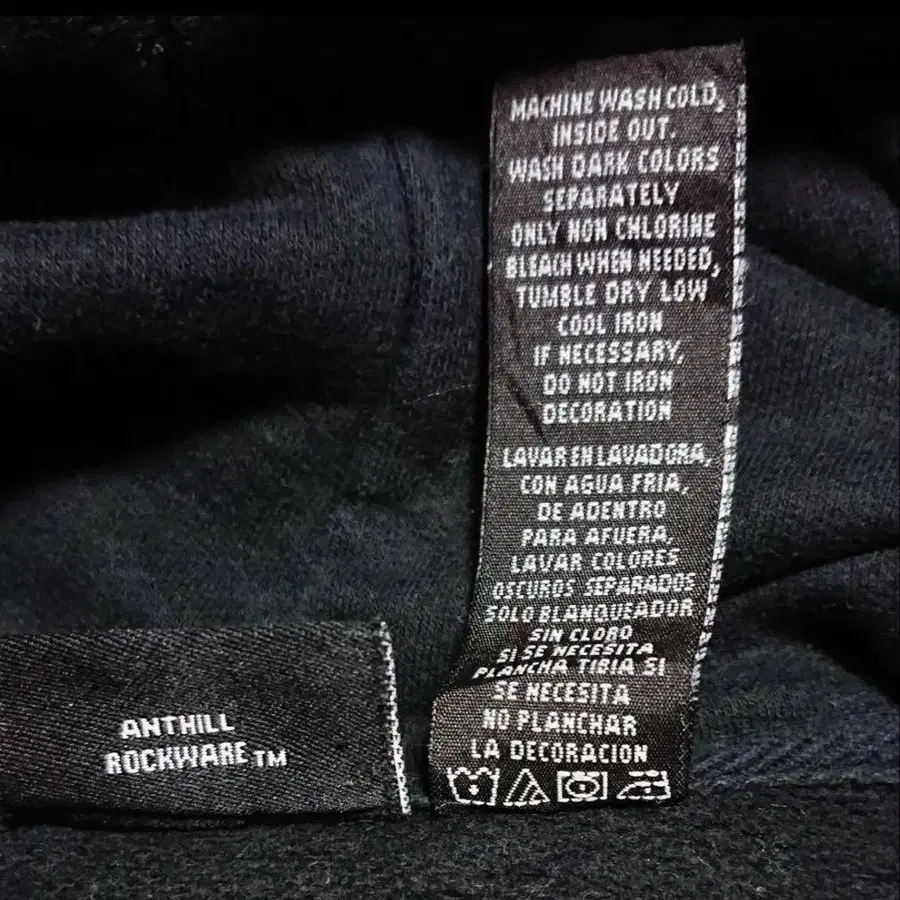 MACHINE WASH COLD,
INSIDE OUT.
WASH DARK COLORS
SEPARATELY
ONLY NON CHLORINE
BLEACH WHEN NEEDED,
TUMBLE DRY LOW
COOL IRON
IF NECESSARY,
DO NOT IRON
DECORATION
LAVAR EN LAVADORA,
CON AGUA FRIA,
DE ADENTRO
PARA AFUERA,
LAVAR COLORES
OSCUROS SEPARADOS
SOLO BLANQUEADOR
SIN CLORO
SI SE NECESITA
PLANCHA TIBIA SI
SE NECESITA
NO PLANCHAR
LA DECORACION
ANTHILL
ROCKWARE TM